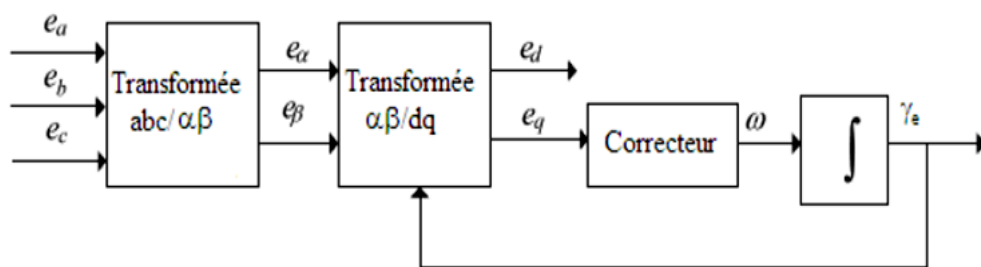 e_a
e_b
e_c
Transformée
abc/αβ
e_α
e_β
Transformée
αβ/dq
e_d
e_q
Correcteur
ω
∫
γ_e